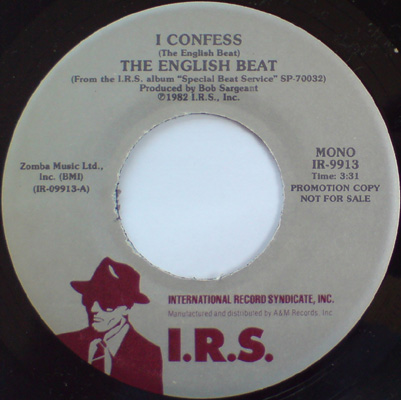 I CONFESS
(The English Beat)
THE ENGLISH BEAT
(From the I.R.S. album "Special Beat Service" SP-70032)
Produced by Bob Sargeant
℗1982 I.R.S., Inc.
Zomba Music Ltd.,
Inc. (BMI)
(IR-09913-A)
MONO
IR-9913
Time: 3:31
PROMOTION COPY
NOT FOR SALE
INTERNATIONAL RECORD SYNDICATE, INC.
Manufactured and distributed by A&M Records, Inc.
I.R.S.